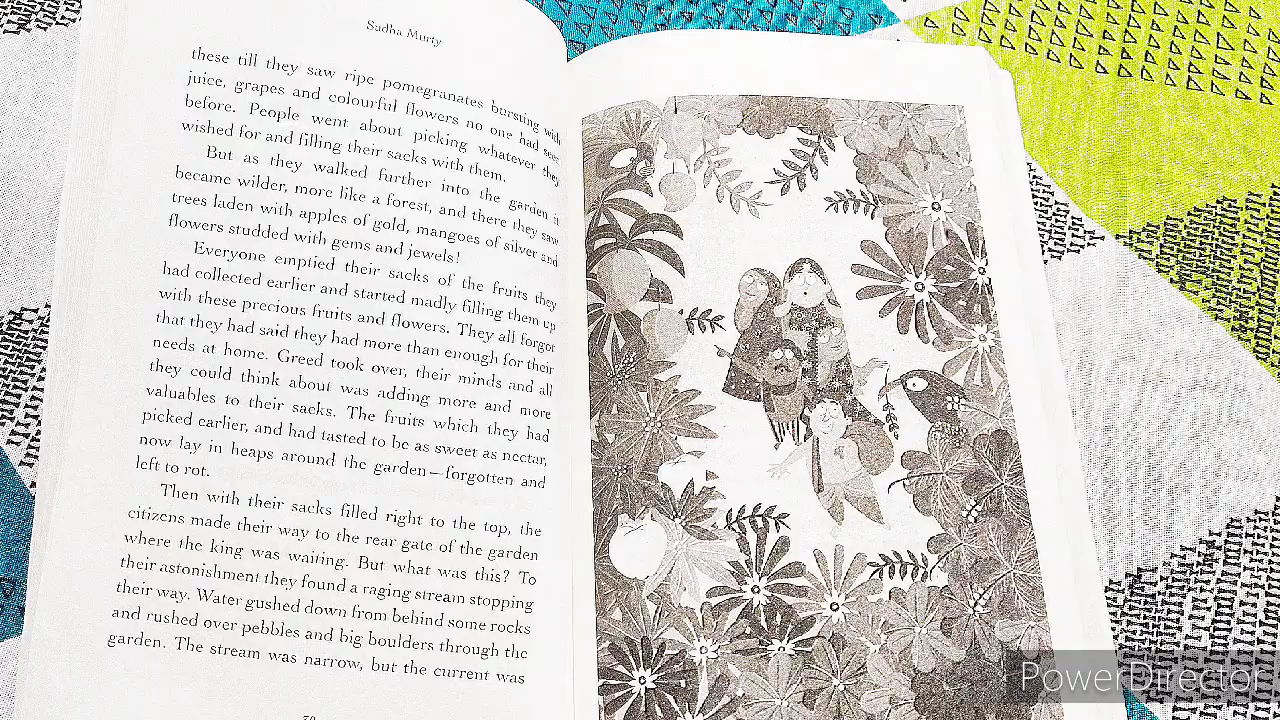 Sudha Murty
these till they saw ripe pomegranates bursting with
juice, grapes and colourful flowers no one had seen
before. People went about picking whatever they
wished for and filling their sacks with them.
But as they walked further into the garden it
became wilder, more like a forest, and there they saw
trees laden with apples of gold, mangoes of silver and
flowers studded with gems and jewels!
Everyone emptied their sacks of the fruits they
had collected earlier and started madly filling them up
with these precious fruits and flowers. They all forgot
that they had said they had more than enough for their
needs at home. Greed took over, their minds and all
they could think about was adding more and more
valuables to their sacks. The fruits which they had
picked earlier, and had tasted to be as sweet as nectar,
now lay in heaps around the garden—forgotten and
left to rot.
Then with their sacks filled right to the top, the
citizens made their way to the rear gate of the garden
where the king was waiting. But what was this? To
their astonishment they found a raging stream stopping
their way. Water gushed down from behind some rocks
and rushed over pebbles and big boulders through the
garden. The stream was narrow, but the current was
PowerDirector